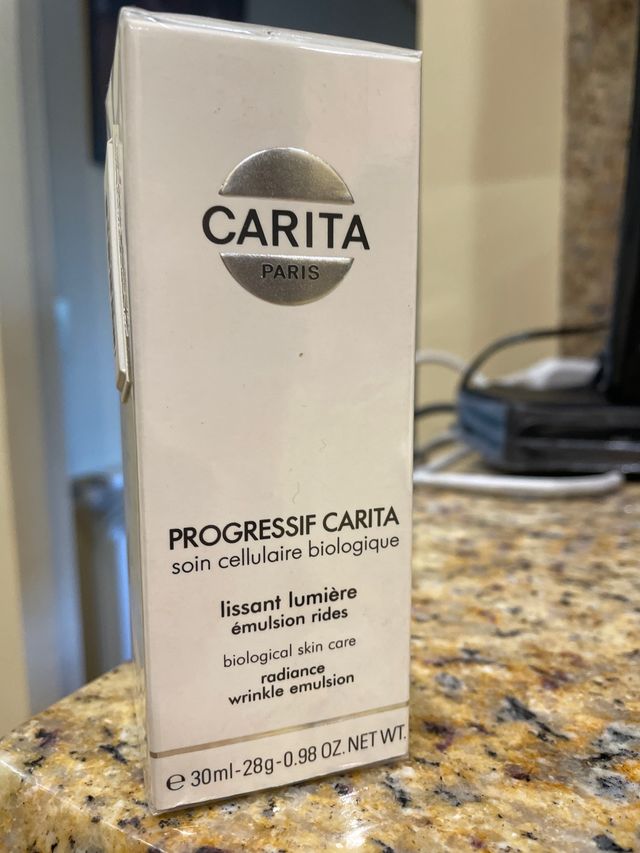 CARITA
PARIS
PROGRESSIF CARITA
soin cellulaire biologique
lissant lumière
émulsion rides
biological skin care
radiance
wrinkle emulsion
℮ 30ml-28g-0.98 OZ. NET WT.